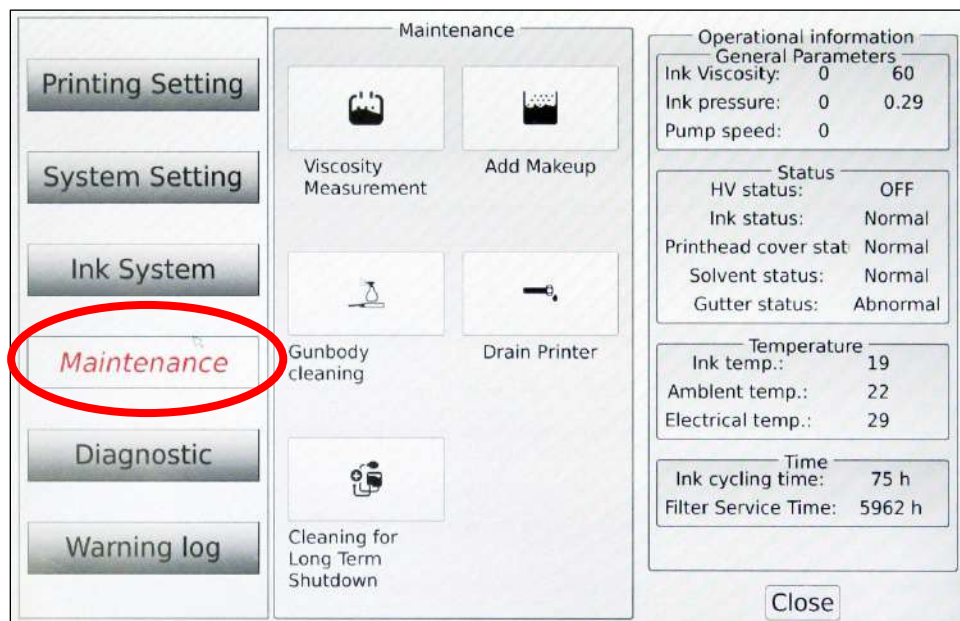 Printing Setting
System Setting
Ink System
Maintenance
Diagnostic
Warning log
Maintenance
Viscosity
Measurement
Add Makeup
Gunbody
cleaning
Drain Printer
Cleaning for
Long Term
Shutdown
Operational information
General Parameters
Ink Viscosity: 0 60
Ink pressure: 0 0.29
Pump speed: 0
Status
HV status: OFF
Ink status: Normal
Printhead cover stat Normal
Solvent status: Normal
Gutter status: Abnormal
Temperature
Ink temp.: 19
Amblent temp.: 22
Electrical temp.: 29
Time
Ink cycling time: 75 h
Filter Service Time: 5962 h
Close